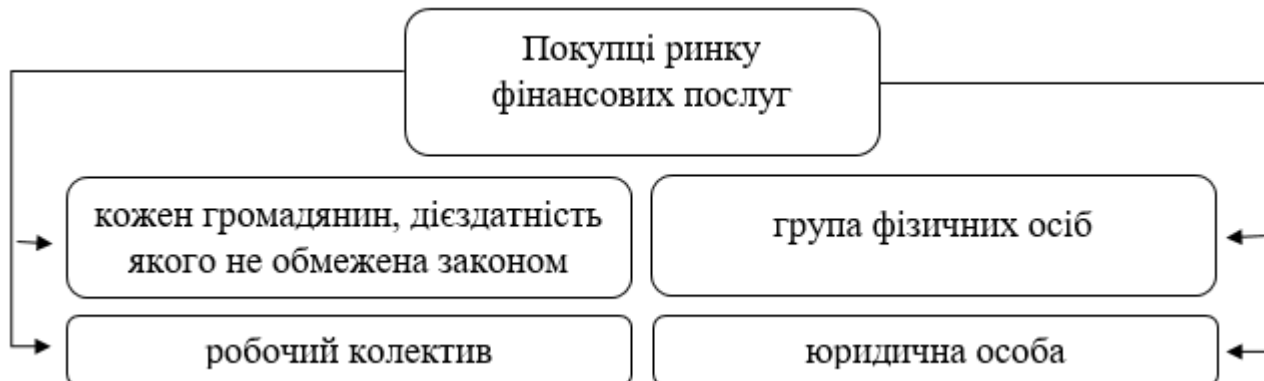 Покупці ринку
фінансових послуг
кожен громадянин, дієздатність
якого не обмежена законом
група фізичних осіб
робочий колектив
юридична особа